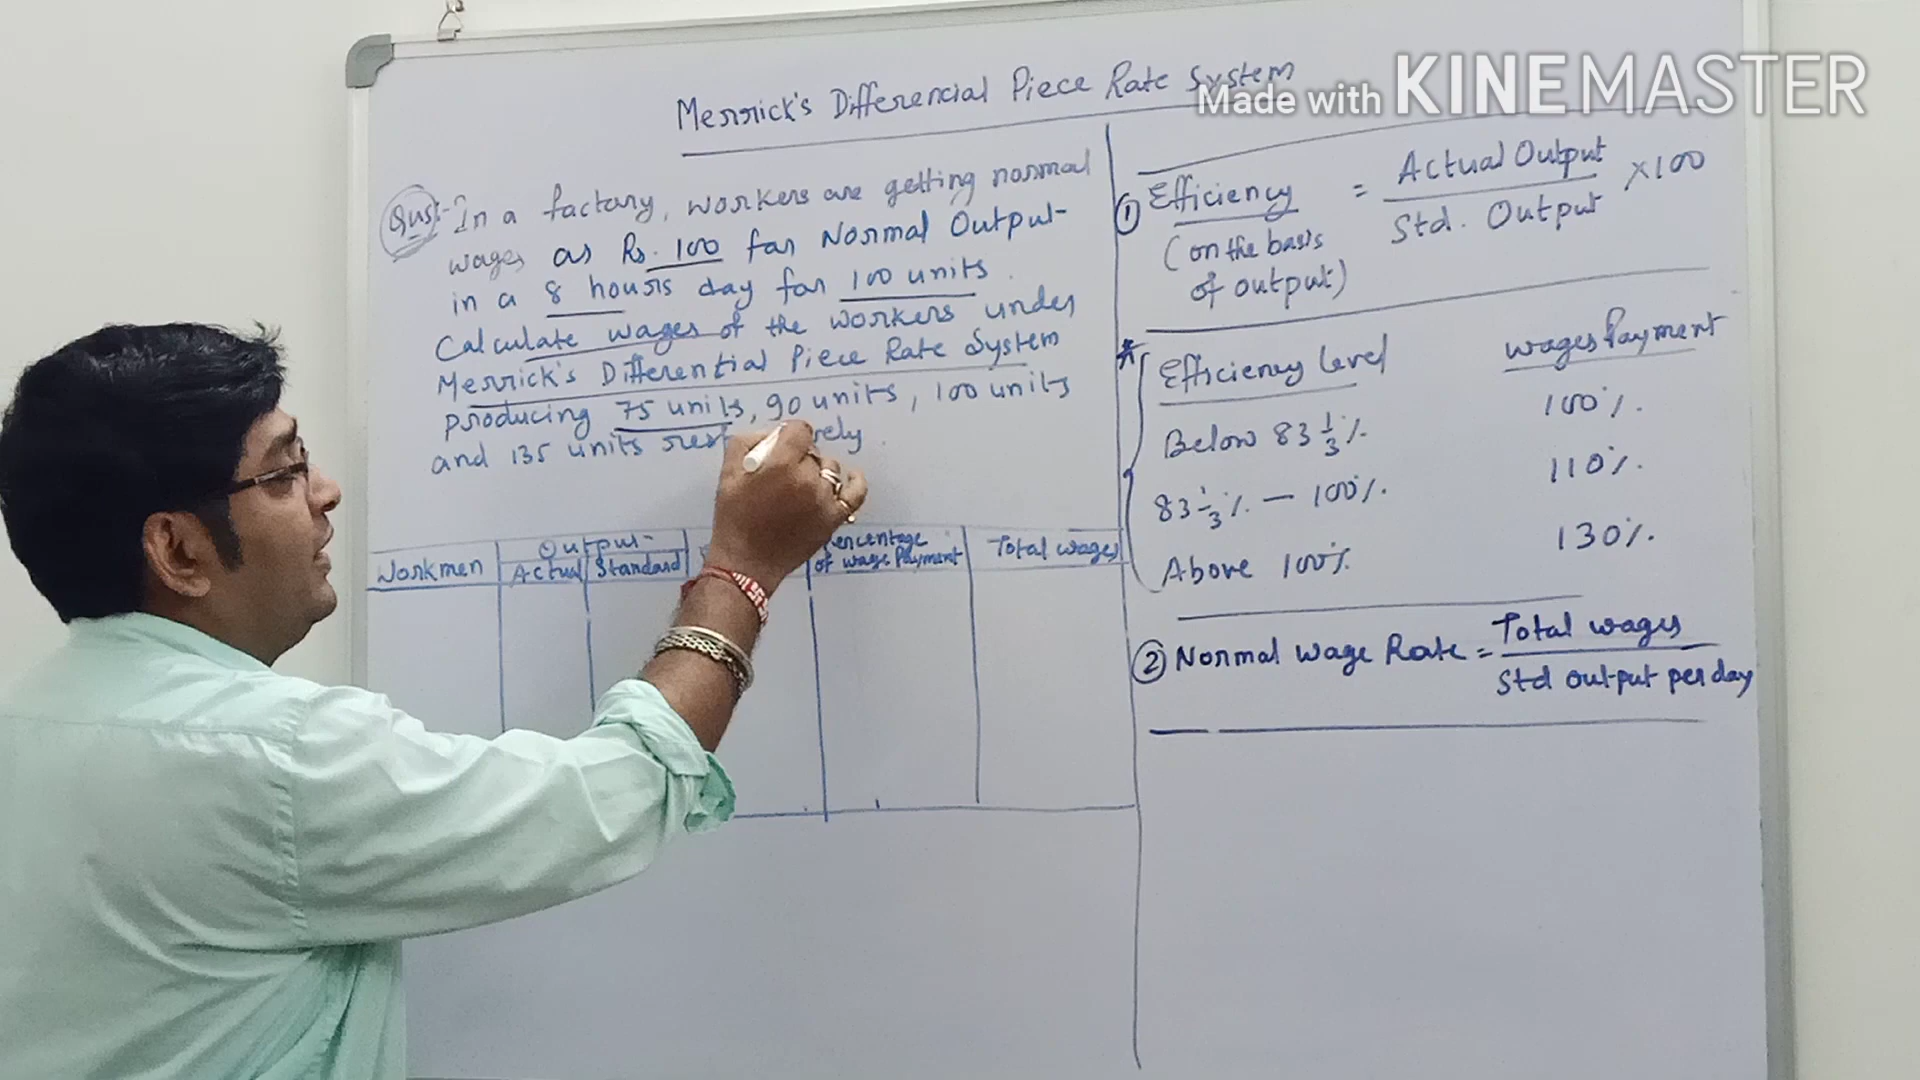 Merrick's Differencial Piece Rate System
Made with KINEMASTER
Qus:- In a factory, workers are getting normal
wages as Rs. 100 for Normal Output
in a 8 hours day for 100 units.
Calculate wages of the workers under
Merrick's Differential Piece Rate System
producing 75 units, 90 units, 100 units
and 135 units
Workmen
Output
Actual
Standard
of wage Payment
Total wages
① Efficiency = Actual Output / Std. Output ×100
(on the basis
of output)
* Efficiency level
wages Payment
Below 83 1/3 %
100%.
83 1/3 % — 100%.
110%.
Above 100%
130%.
② Normal wage Rate = Total wages / Std output per day